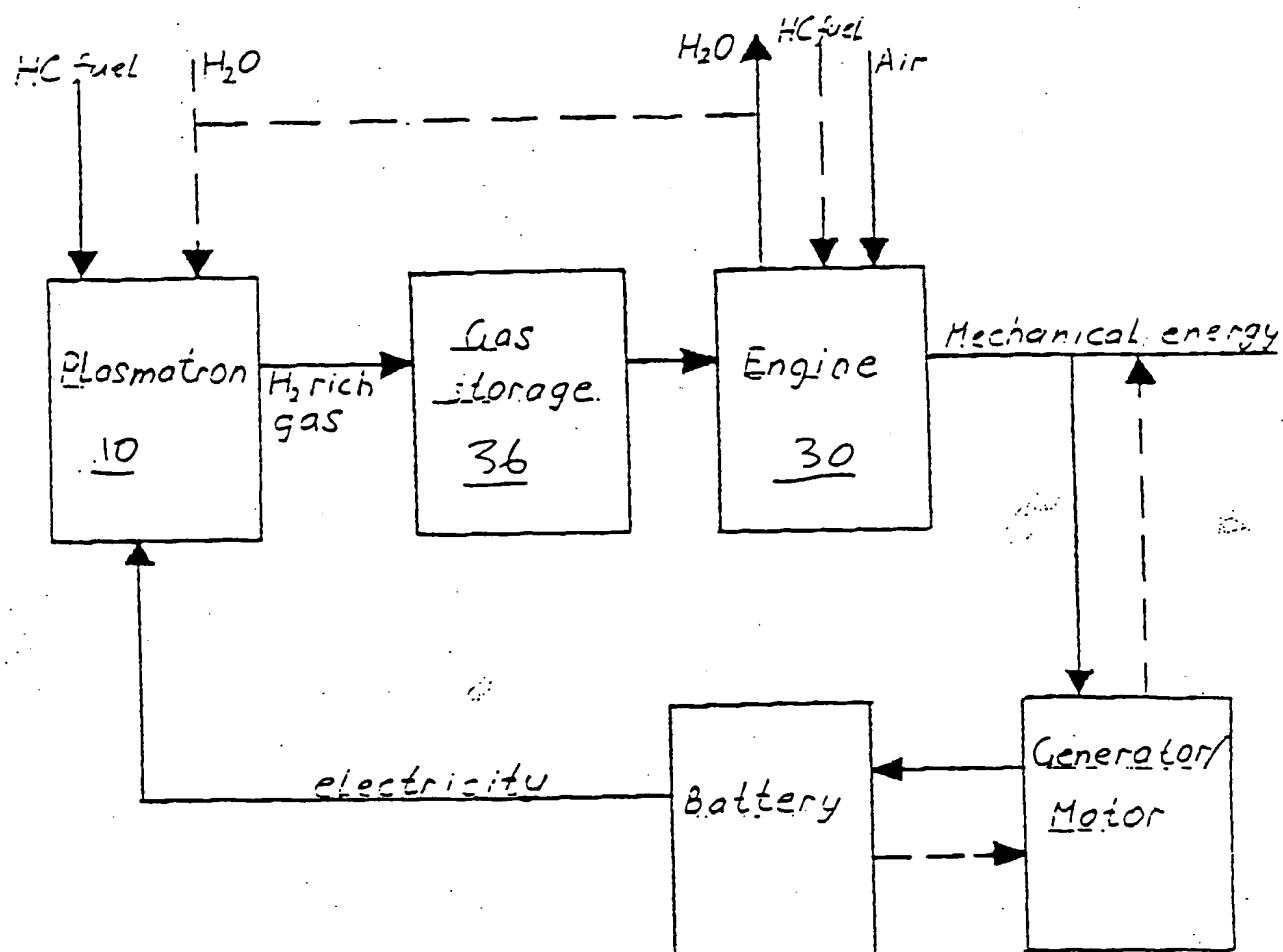 HC fuel
H₂O
H₂O
HC fuel
Air
Plasmatron
10
H₂ rich
gas
Gas
storage
36
Engine
30
Mechanical energy
Generator/
Motor
Battery
electricity